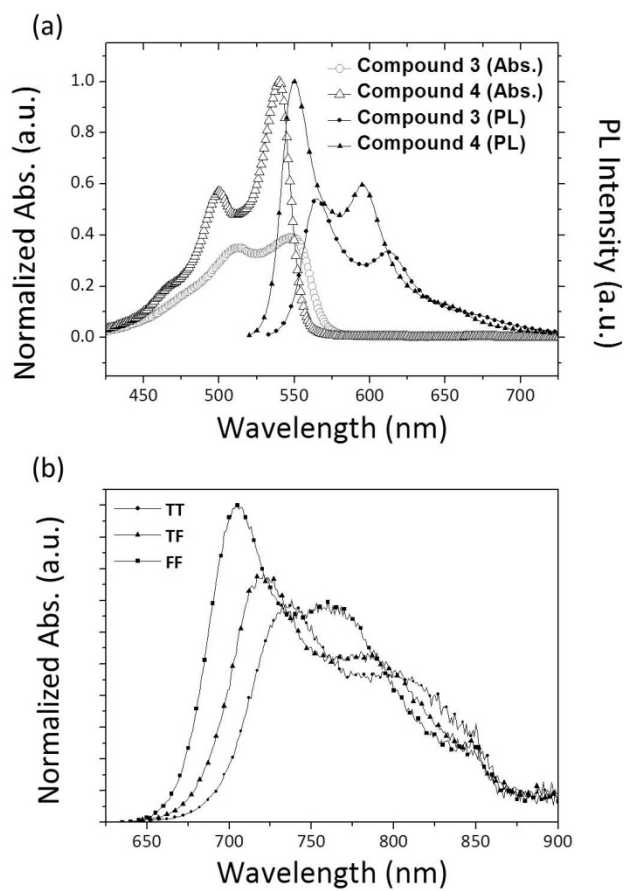 (a)
Compound 3 (Abs.)
Compound 4 (Abs.)
Compound 3 (PL)
Compound 4 (PL)
Normalized Abs. (a.u.)
PL Intensity (a.u.)
1.0
0.8
0.6
0.4
0.2
0.0
450 500 550 600 650 700
Wavelength (nm)
(b)
TT
TF
FF
Normalized Abs. (a.u.)
650 700 750 800 850 900
Wavelength (nm)